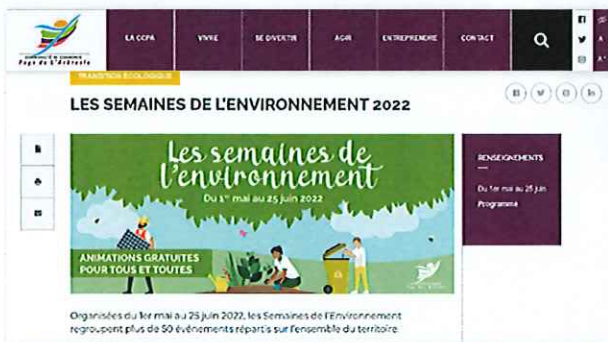 LA CCPA
VIVRE
SE DIVERTIR
AGIR
ENTREPRENDRE
CONTACT
Pays de L'Arbresle
TRANSITION ÉCOLOGIQUE
LES SEMAINES DE L'ENVIRONNEMENT 2022
Les semaines de
l'environnement
Du 1er mai au 25 juin 2022
ANIMATIONS GRATUITES
POUR TOUS ET TOUTES
RENSEIGNEMENTS
Du 1er mai au 25 juin
Programme
Organisées du 1er mai au 25 juin 2022, les Semaines de l'Environnement
regroupent plus de 50 événements répartis sur l'ensemble du territoire.